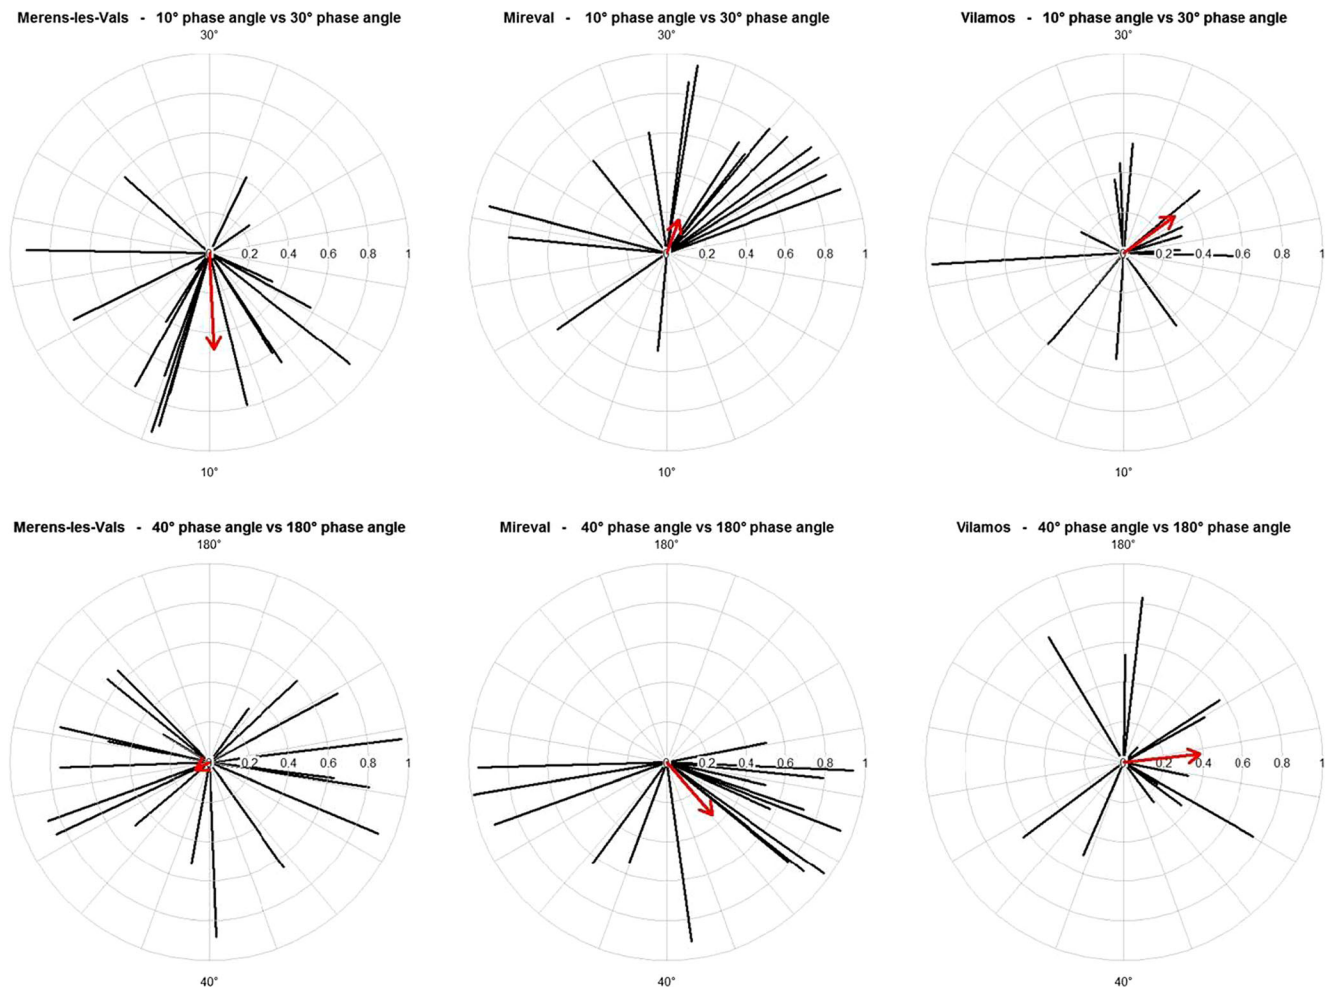 Merens-les-Vals - 10° phase angle vs 30° phase angle
30°
0 0.2 0.4 0.6 0.8 1
10°
Mireval - 10° phase angle vs 30° phase angle
30°
0 0.2 0.4 0.6 0.8 1
10°
Vilamos - 10° phase angle vs 30° phase angle
30°
0 0.2 0.4 0.6 0.8 1
10°
Merens-les-Vals - 40° phase angle vs 180° phase angle
180°
0 0.2 0.4 0.6 0.8 1
40°
Mireval - 40° phase angle vs 180° phase angle
180°
0 0.2 0.4 0.6 0.8 1
40°
Vilamos - 40° phase angle vs 180° phase angle
180°
0 0.2 0.4 0.6 0.8 1
40°